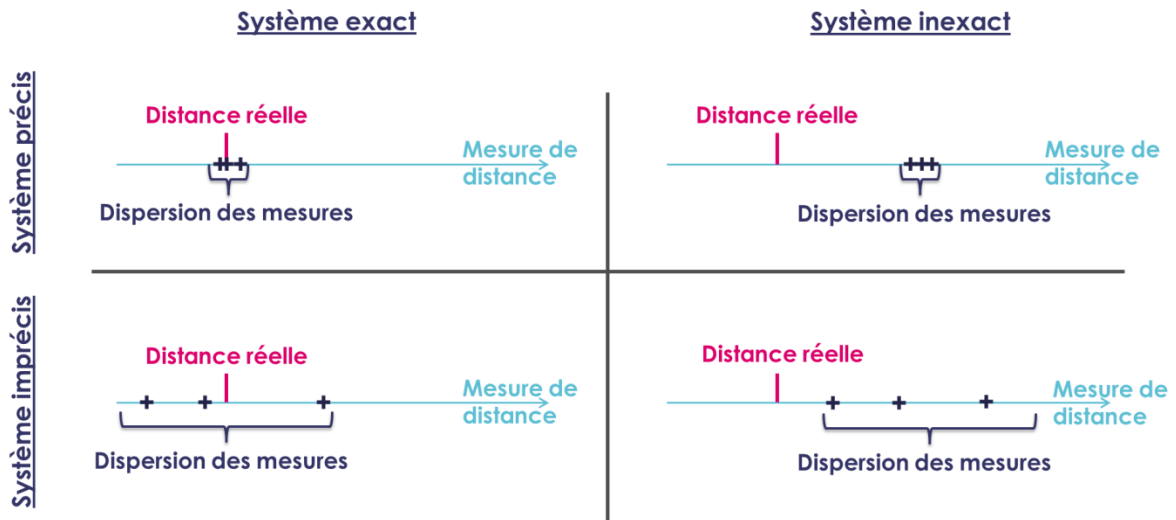 Système exact
Système inexact
Système précis
Distance réelle
Mesure de
distance
Dispersion des mesures
Distance réelle
Mesure de
distance
Dispersion des mesures
Système imprécis
Distance réelle
Mesure de
distance
Dispersion des mesures
Distance réelle
Mesure de
distance
Dispersion des mesures